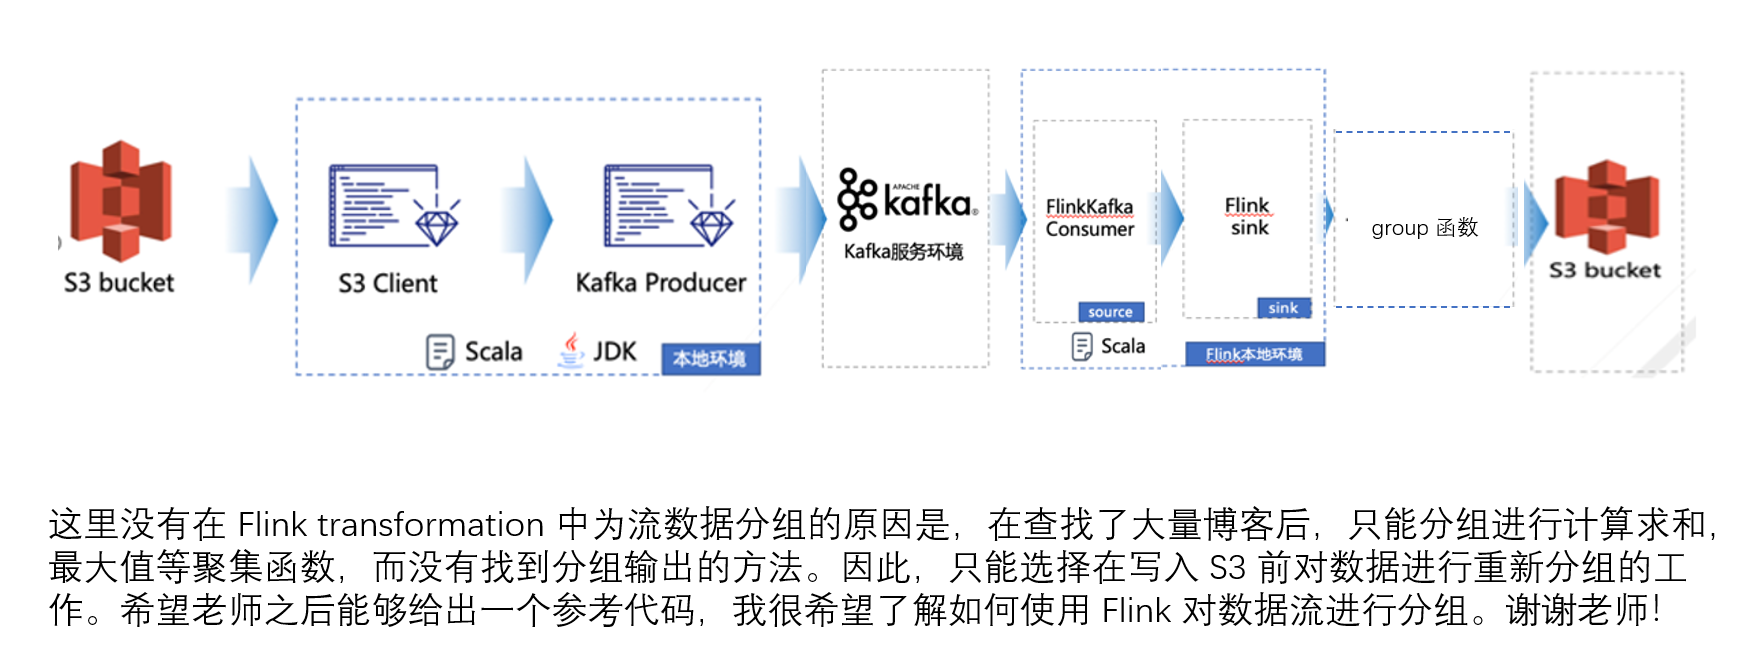 S3 bucket
S3 Client
Kafka Producer
Scala
JDK
本地环境
APACHE
kafka®
Kafka服务环境
FlinkKafka
Consumer
source
Scala
Flink
sink
sink
Flink本地环境
group 函数
S3 bucket
这里没有在 Flink transformation 中为流数据分组的原因是，在查找了大量博客后，只能分组进行计算求和，
最大值等聚集函数，而没有找到分组输出的方法。因此，只能选择在写入 S3 前对数据进行重新分组的工
作。希望老师之后能够给出一个参考代码，我很希望了解如何使用 Flink 对数据流进行分组。谢谢老师！